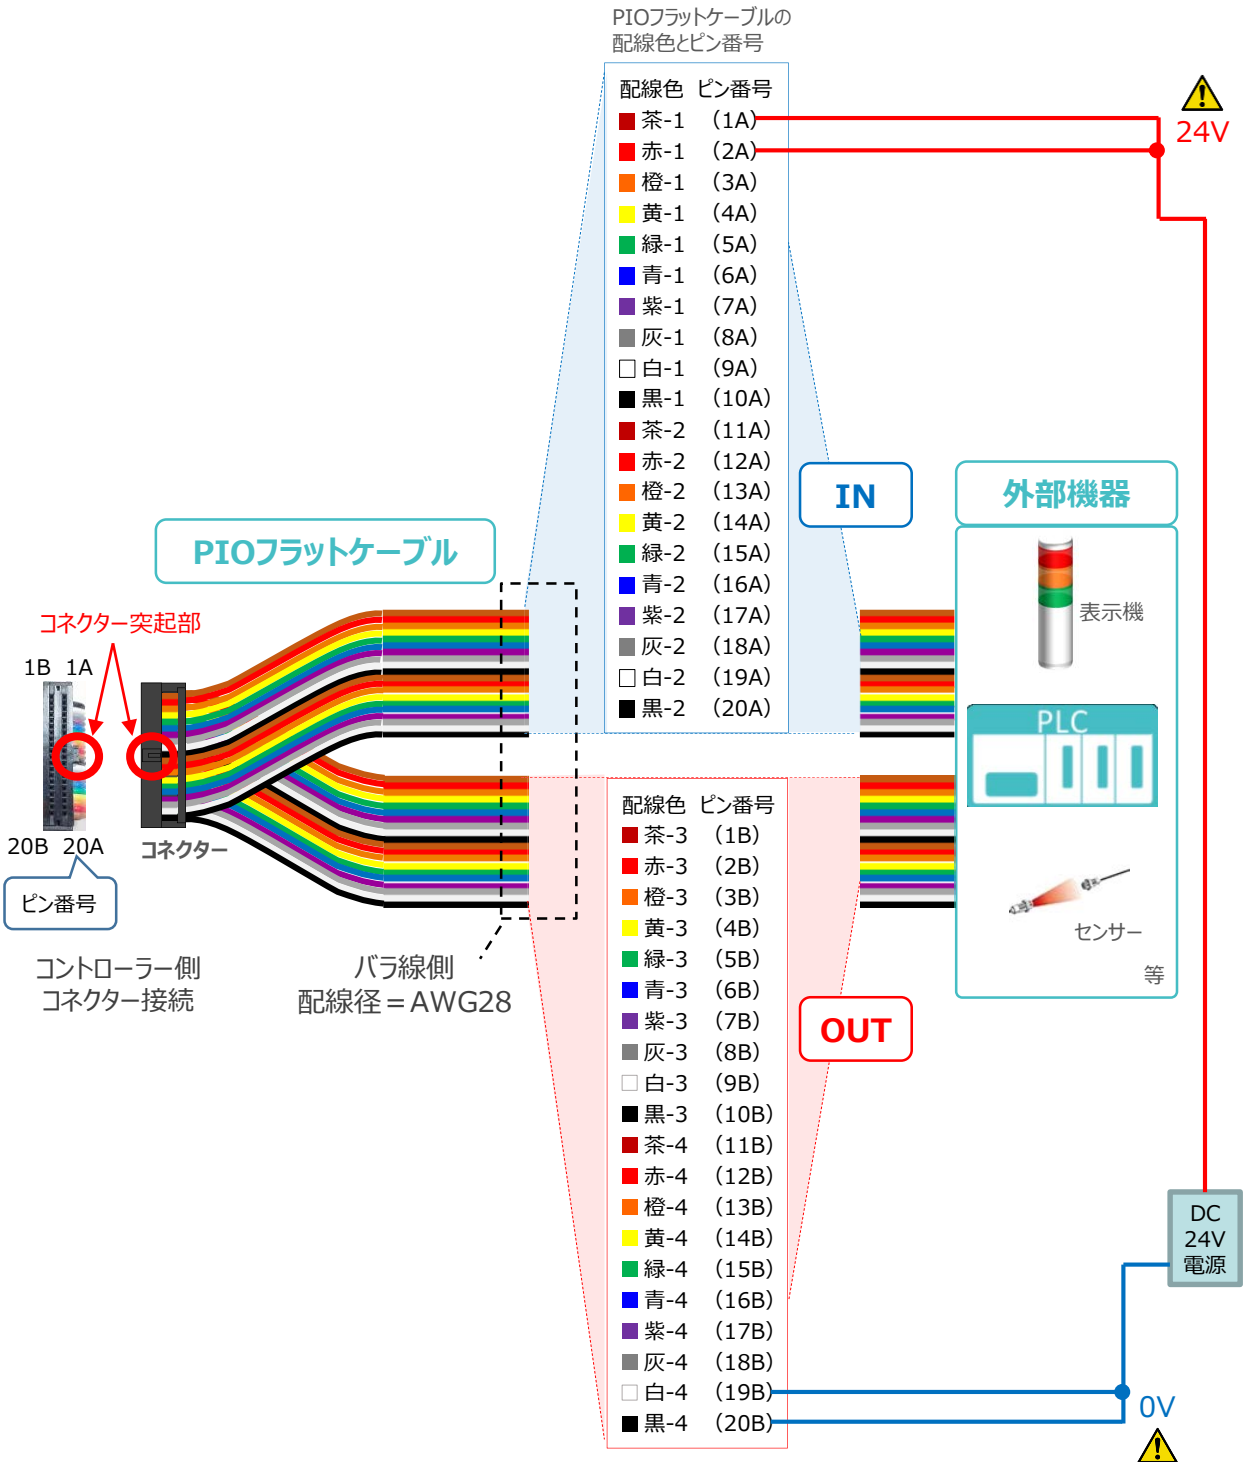 PIOフラットケーブルの
配線色とピン番号
配線色 ピン番号
茶-1 (1A)
赤-1 (2A)
橙-1 (3A)
黄-1 (4A)
緑-1 (5A)
青-1 (6A)
紫-1 (7A)
灰-1 (8A)
白-1 (9A)
黒-1 (10A)
茶-2 (11A)
赤-2 (12A)
橙-2 (13A)
黄-2 (14A)
緑-2 (15A)
青-2 (16A)
紫-2 (17A)
灰-2 (18A)
白-2 (19A)
黒-2 (20A)
24V
IN
外部機器
表示機
PLC
センサー
等
PIOフラットケーブル
コネクター突起部
1B 1A
20B 20A
ピン番号
コネクター
コントローラー側
コネクター接続
バラ線側
配線径=AWG28
配線色 ピン番号
茶-3 (1B)
赤-3 (2B)
橙-3 (3B)
黄-3 (4B)
緑-3 (5B)
青-3 (6B)
紫-3 (7B)
灰-3 (8B)
白-3 (9B)
黒-3 (10B)
茶-4 (11B)
赤-4 (12B)
橙-4 (13B)
黄-4 (14B)
緑-4 (15B)
青-4 (16B)
紫-4 (17B)
灰-4 (18B)
白-4 (19B)
黒-4 (20B)
OUT
DC
24V
電源
0V